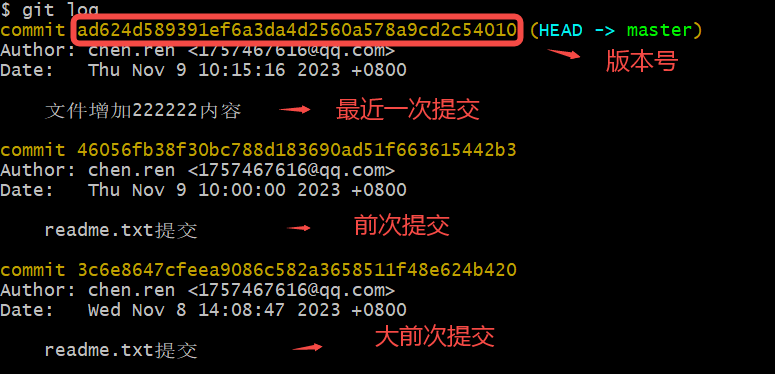 $ git log
commit ad624d589391ef6a3da4d2560a578a9cd2c54010 (HEAD -> master)
Author: chen.ren <1757467616@qq.com>
版本号
Date:   Thu Nov 9 10:15:16 2023 +0800
文件增加222222内容
最近一次提交
commit 46056fb38f30bc788d183690ad51f663615442b3
Author: chen.ren <1757467616@qq.com>
Date:   Thu Nov 9 10:00:00 2023 +0800
readme.txt提交
前次提交
commit 3c6e8647cfeea9086c582a3658511f48e624b420
Author: chen.ren <1757467616@qq.com>
Date:   Wed Nov 8 14:08:47 2023 +0800
readme.txt提交
大前次提交